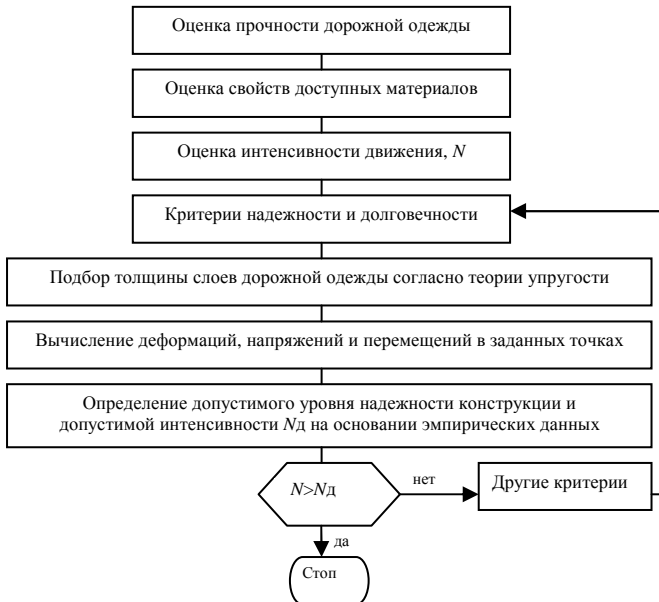 Оценка прочности дорожной одежды
Оценка свойств доступных материалов
Оценка интенсивности движения, N
Критерии надежности и долговечности
Подбор толщины слоев дорожной одежды согласно теории упругости
Вычисление деформаций, напряжений и перемещений в заданных точках
Определение допустимого уровня надежности конструкции и
допустимой интенсивности Nд на основании эмпирических данных
N>Nд
нет
Другие критерии
да
Стоп